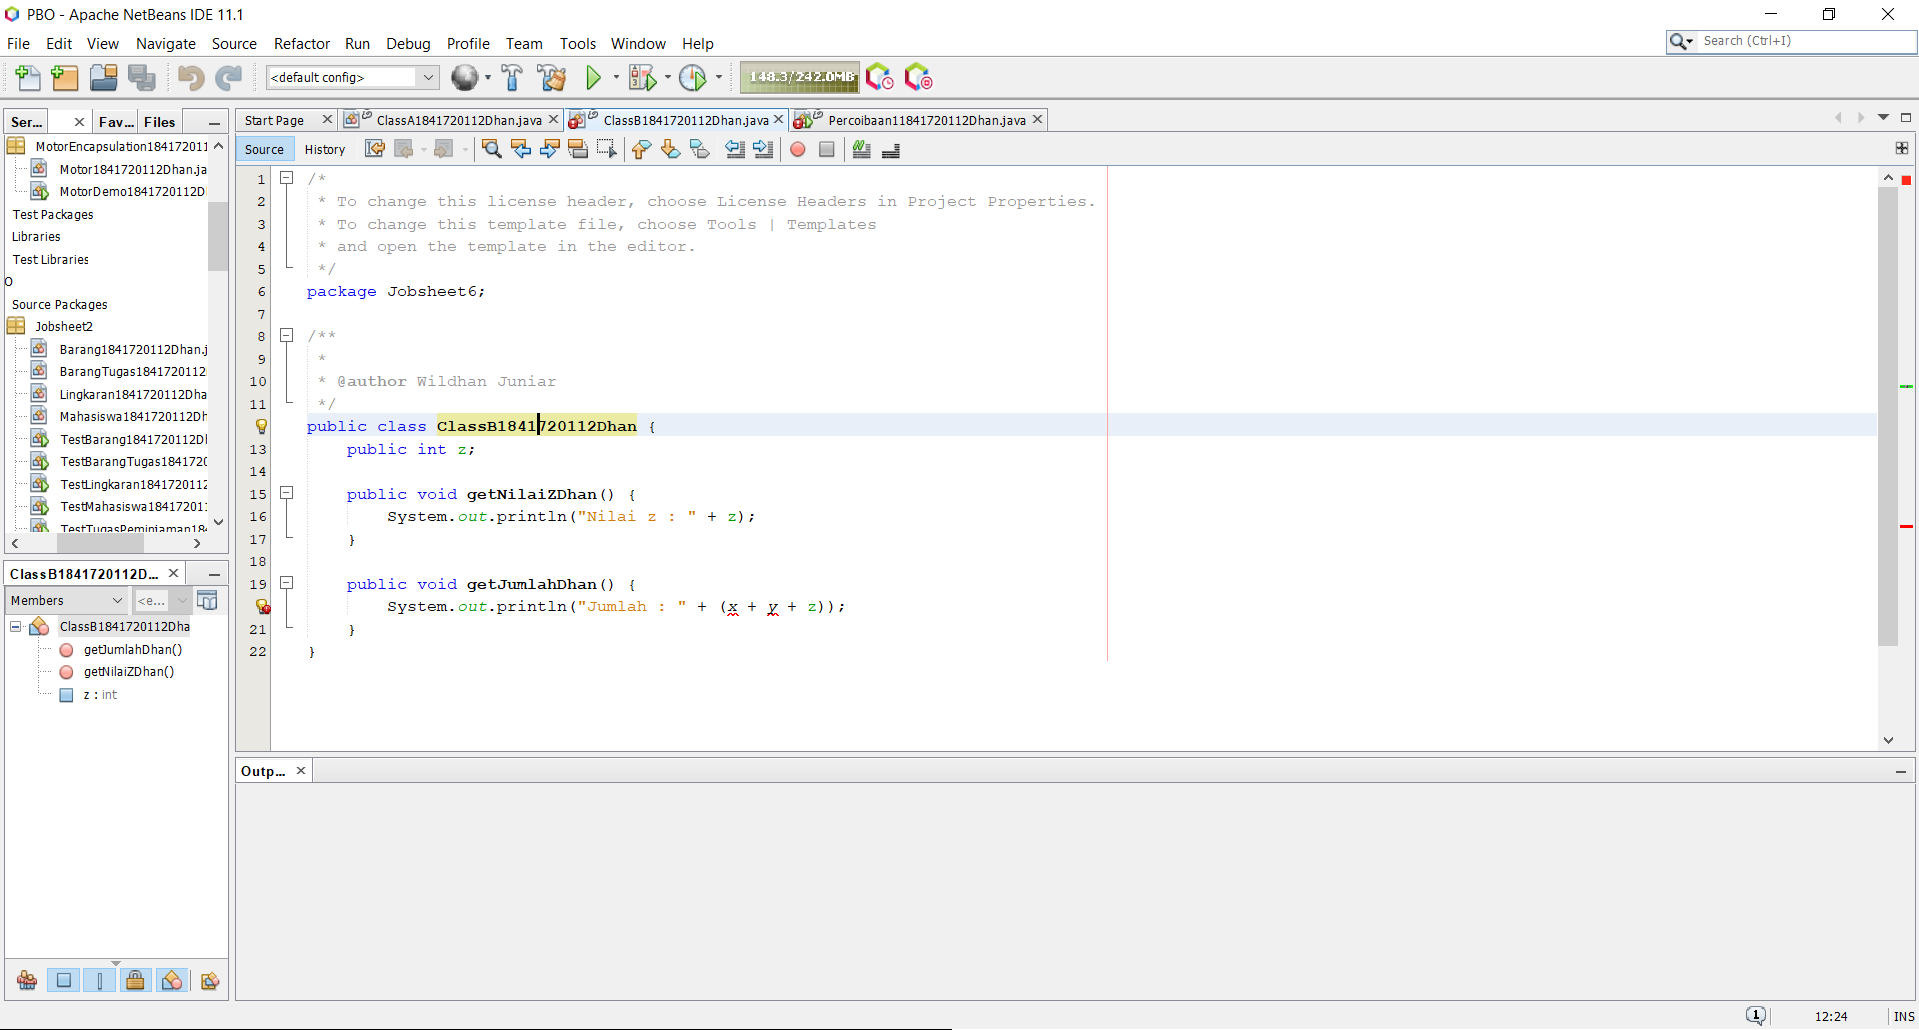 PBO - Apache NetBeans IDE 11.1
File Edit View Navigate Source Refactor Run Debug Profile Team Tools Window Help
Search (Ctrl+I)
<default config>
148.3/242.0MB
Ser... Fav... Files
MotorEncapsulation18417201
Motor1841720112Dhan.ja
MotorDemo1841720112D
Test Packages
Libraries
Test Libraries
O
Source Packages
Jobsheet2
Barang1841720112Dhan.j
BarangTugas184172011
Lingkaran1841720112Dha
Mahasiswa1841720112Dh
TestBarang1841720112D
TestBarangTugas184172
TestLingkaran184172011
TestMahasiswa18417201
TestTugasPeminjaman18
Start Page ClassA1841720112Dhan.java ClassB1841720112Dhan.java Percoibaan11841720112Dhan.java
Source History
1 /*
2 * To change this license header, choose License Headers in Project Properties.
3 * To change this template file, choose Tools | Templates
4 * and open the template in the editor.
5 */
6 package Jobsheet6;
7
8 /**
9 *
10 * @author Wildhan Juniar
11 */
public class ClassB1841720112Dhan {
13 public int z;
14
15 public void getNilaiZDhan() {
16 System.out.println("Nilai z : " + z);
17 }
18
19 public void getJumlahDhan() {
System.out.println("Jumlah : " + (x + y + z));
21 }
22 }
ClassB1841720112D...
Members <e...
ClassB1841720112Dha
getJumlahDhan()
getNilaiZDhan()
z : int
Outp...
1 12:24 INS